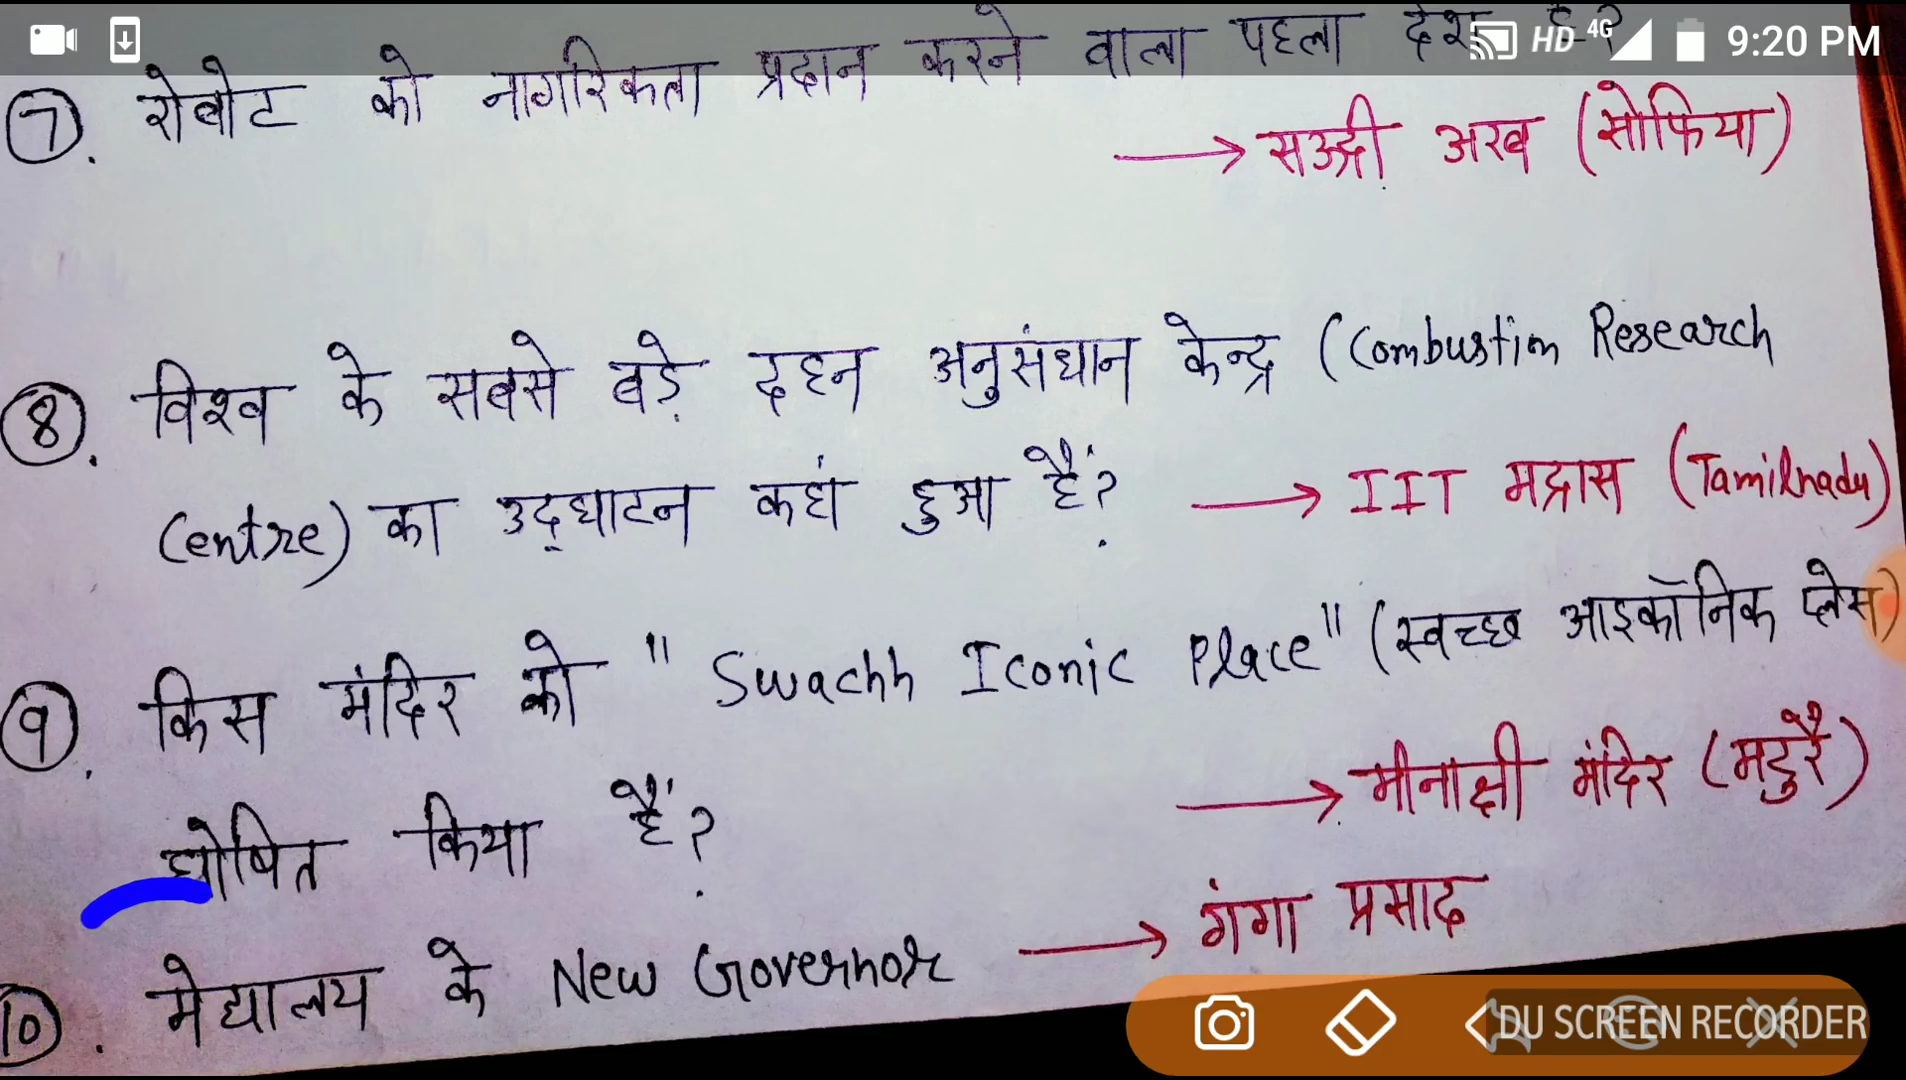 HD 4G 9:20 PM
7. रोबोट को नागरिकता प्रदान करने वाला पहला देश है-?
→ सऊदी अरब (सोफिया)
8. विश्व के सबसे बड़े दहन अनुसंधान केन्द्र (Combustion Research
Centre) का उद्घाटन कहां हुआ हैं? → IIT मद्रास (Tamilnadu)
9. किस मंदिर को "Swachh Iconic Place" (स्वच्छ आइकॉनिक प्लेस)
घोषित किया हैं? → मीनाक्षी मंदिर (मदुरै)
10. मेघालय के New Governor → गंगा प्रसाद
DU SCREEN RECORDER